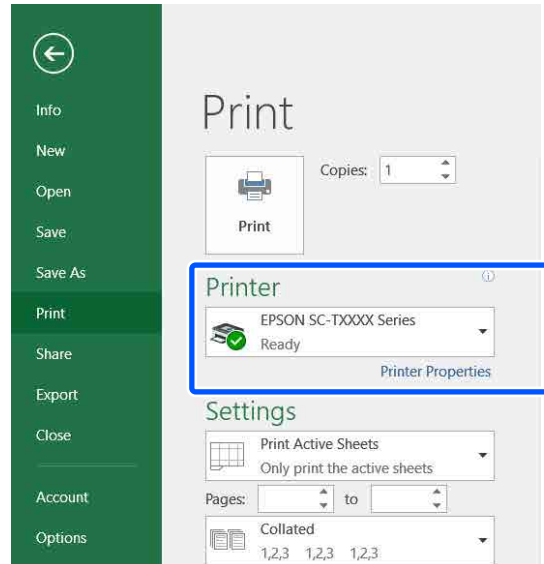 Info
New
Open
Save
Save As
Print
Share
Export
Close
Account
Options
Print
Copies: 1
Print
Printer
EPSON SC-TXXXX Series
Ready
Printer Properties
Settings
Print Active Sheets
Only print the active sheets
Pages: to
Collated
1,2,3 1,2,3 1,2,3